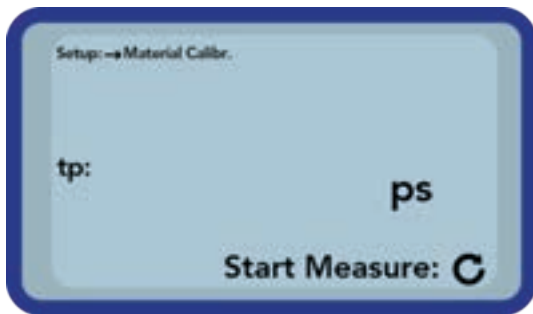 Setup: → Material Calibr.
tp:
ps
Start Measure: ↻